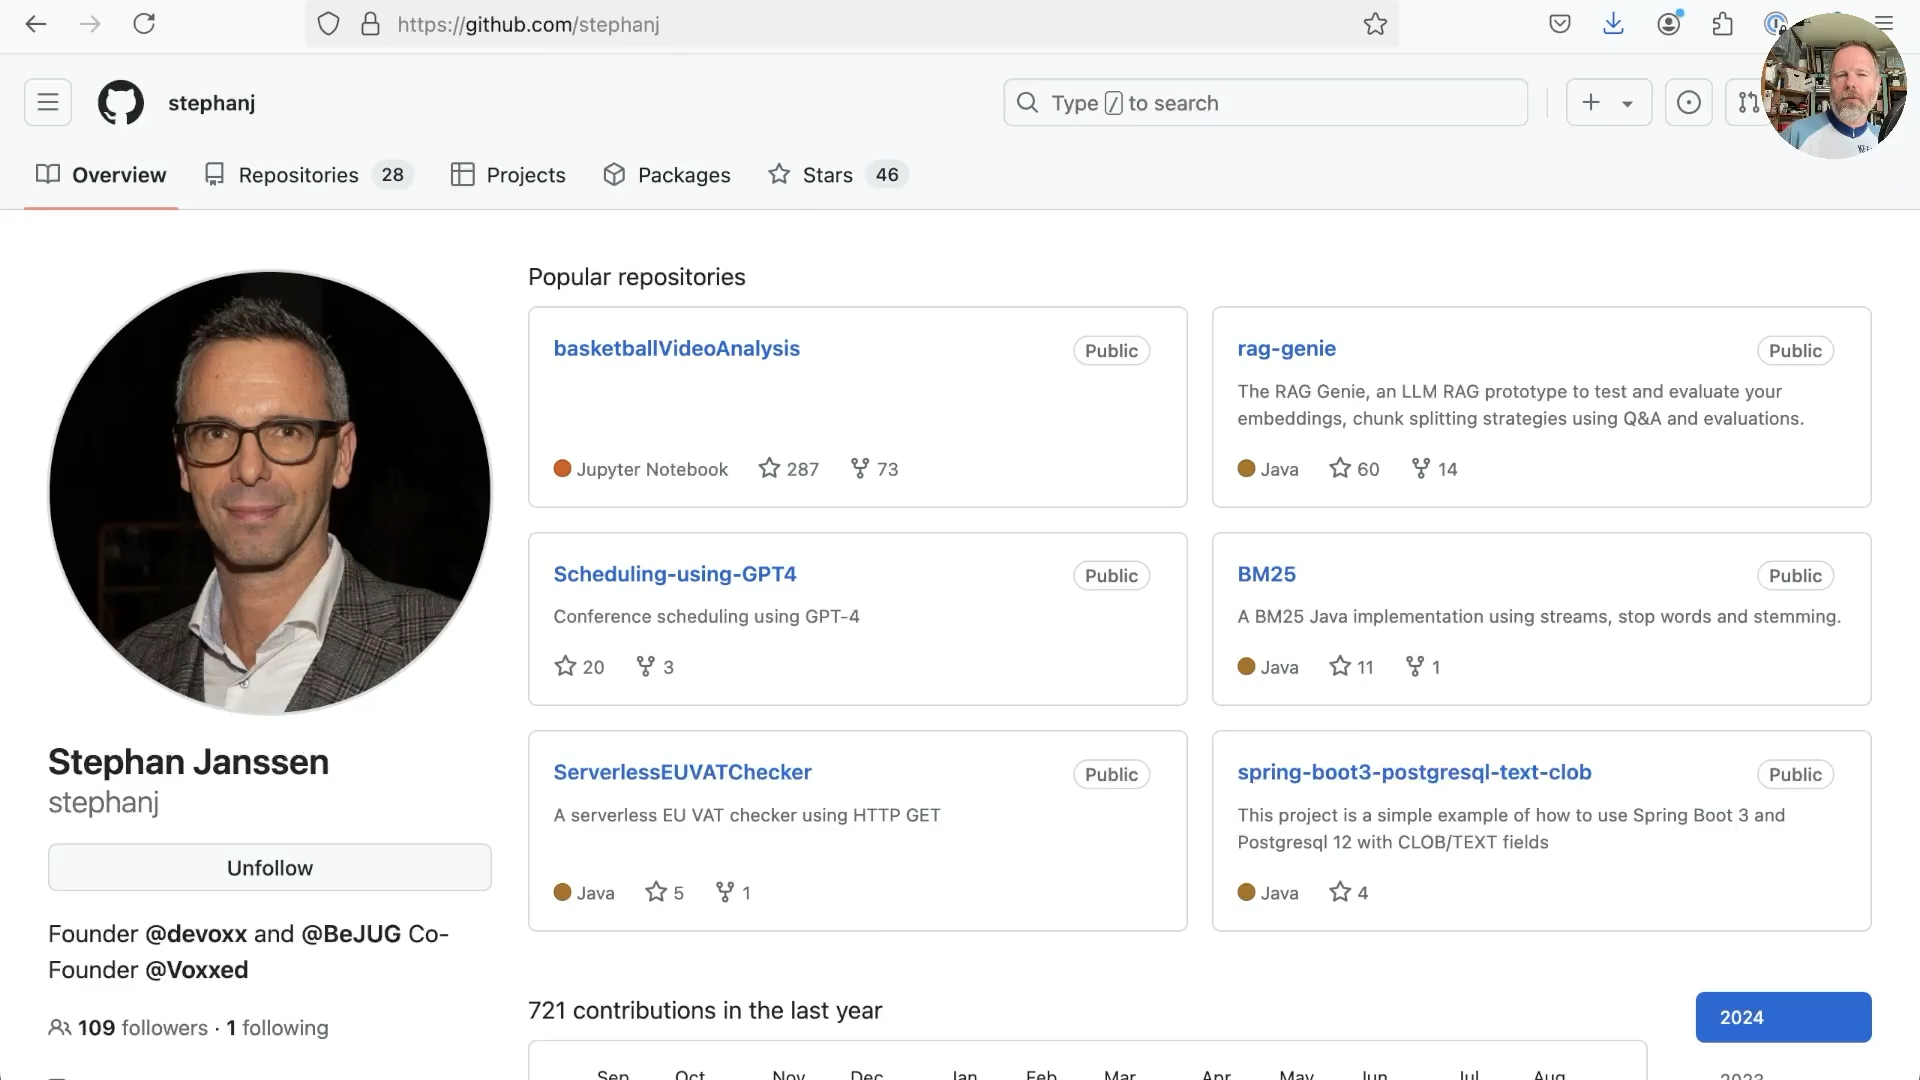 https://github.com/stephanj
stephanj
Type / to search
Overview
Repositories 28
Projects
Packages
Stars 46
Popular repositories
basketballVideoAnalysis
Public
Jupyter Notebook 287 73
rag-genie
Public
The RAG Genie, an LLM RAG prototype to test and evaluate your
embeddings, chunk splitting strategies using Q&A and evaluations.
Java 60 14
Scheduling-using-GPT4
Public
Conference scheduling using GPT-4
20 3
BM25
Public
A BM25 Java implementation using streams, stop words and stemming.
Java 11 1
ServerlessEUVATChecker
Public
A serverless EU VAT checker using HTTP GET
Java 5 1
spring-boot3-postgresql-text-clob
Public
This project is a simple example of how to use Spring Boot 3 and
Postgresql 12 with CLOB/TEXT fields
Java 4
Stephan Janssen
stephanj
Unfollow
Founder @devoxx and @BeJUG Co-
Founder @Voxxed
109 followers · 1 following
721 contributions in the last year
2024
Sep Oct Nov Dec Jan Feb Mar Apr May Jun Jul Aug
2023